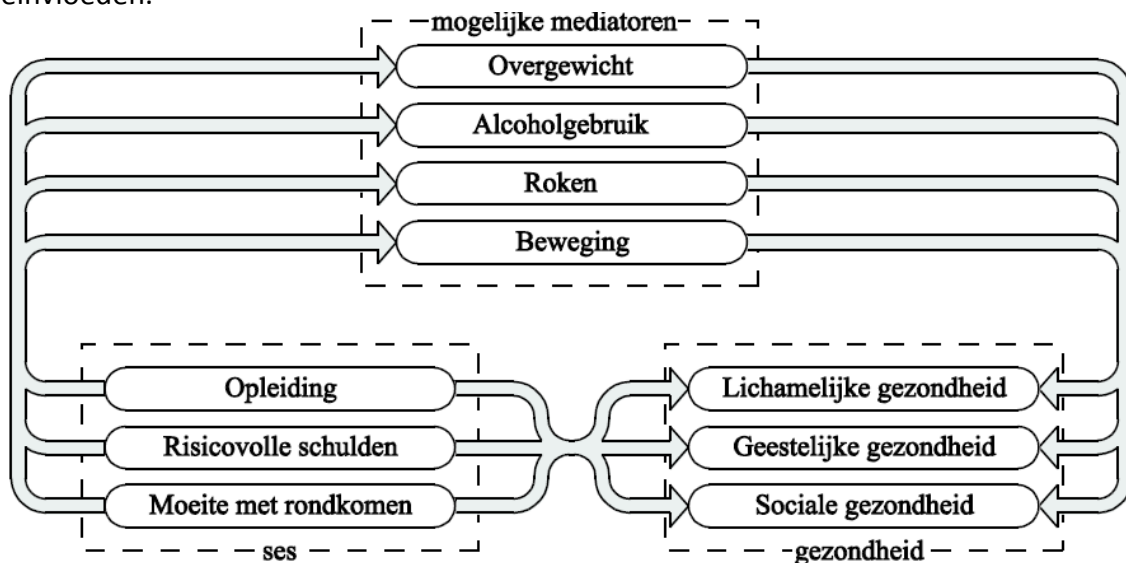 einvloeden.
mogelijke mediatoren
Overgewicht
Alcoholgebruik
Roken
Beweging
Opleiding
Risicovolle schulden
Moeite met rondkomen
ses
Lichamelijke gezondheid
Geestelijke gezondheid
Sociale gezondheid
gezondheid